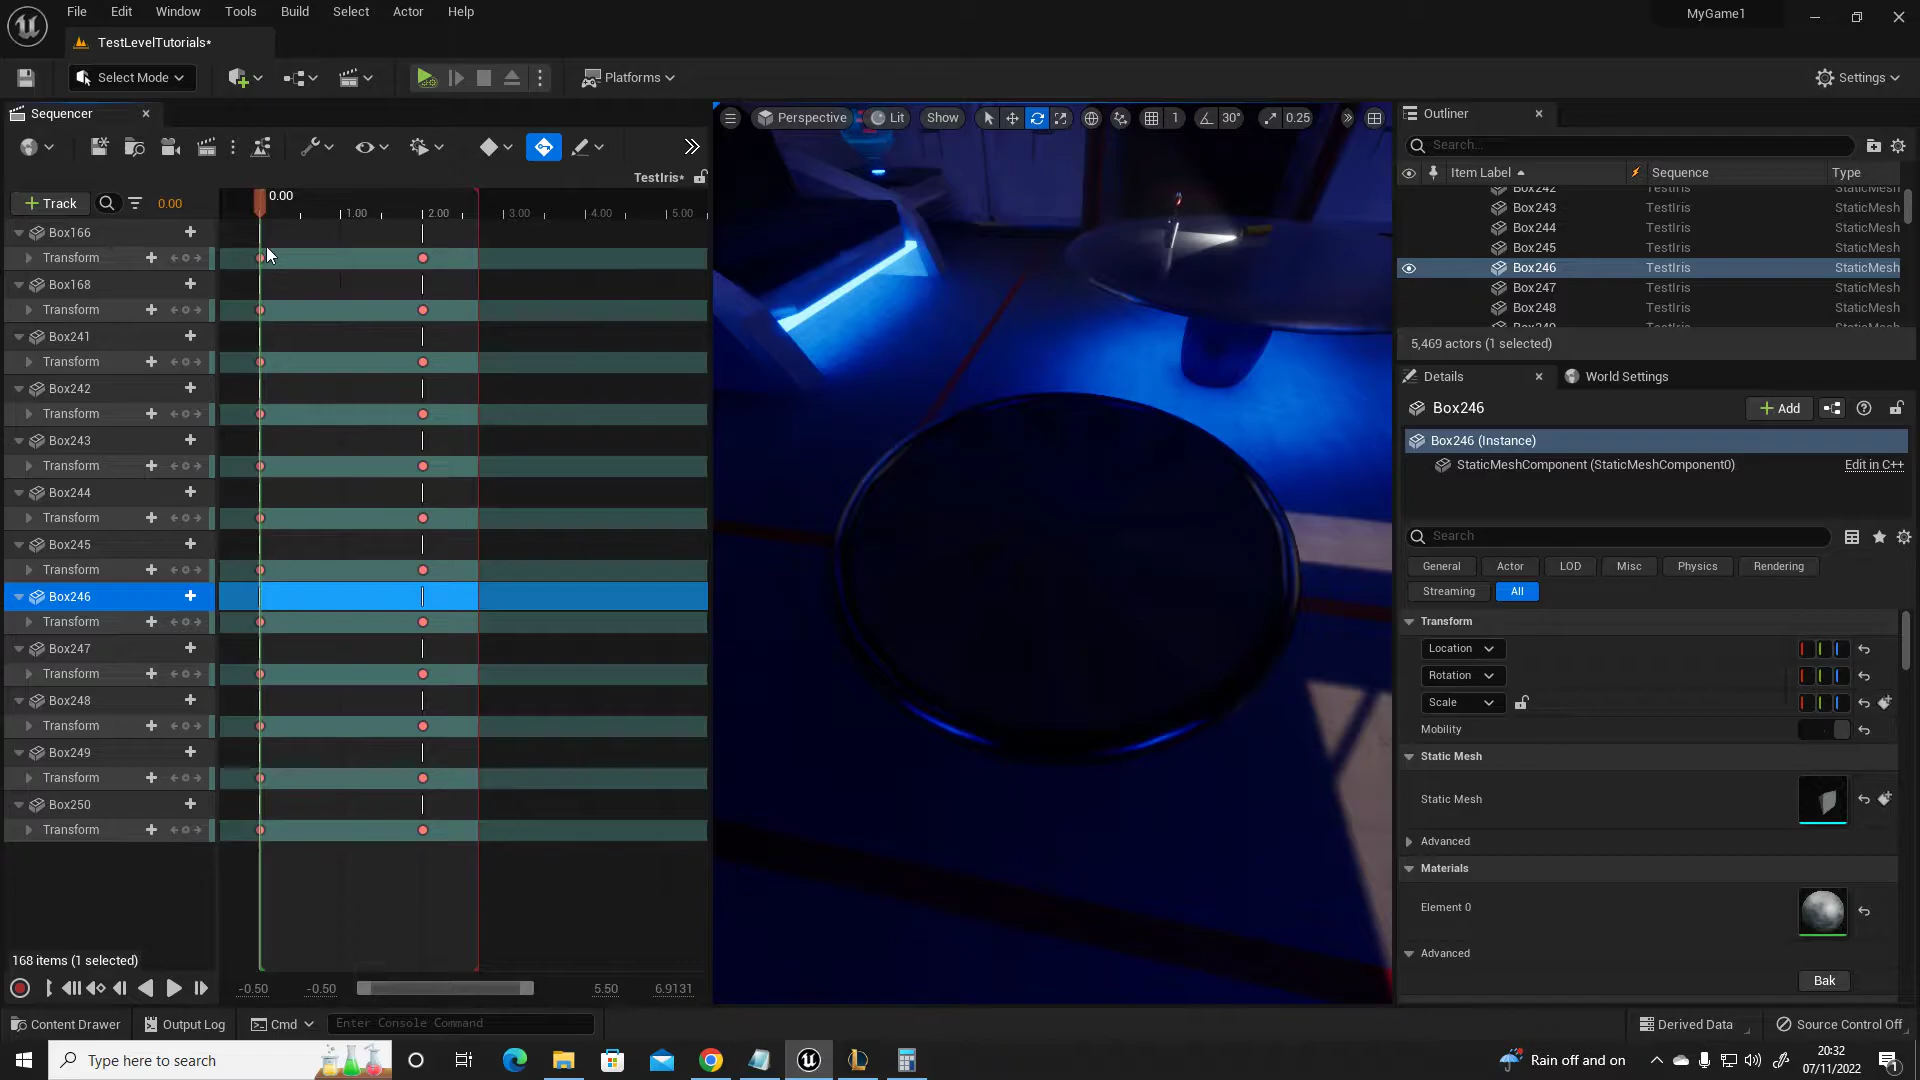 File Edit Window Tools Build Select Actor Help
MyGame1
TestLevelTutorials*
Select Mode
Platforms
Settings
Sequencer
TestIris*
Track
0.00
0.00
1.00 2.00 3.00 4.00 5.00
Box166
Transform
Box168
Transform
Box241
Transform
Box242
Transform
Box243
Transform
Box244
Transform
Box245
Transform
Box246
Transform
Box247
Transform
Box248
Transform
Box249
Transform
Box250
Transform
168 items (1 selected)
-0.50 -0.50 5.50 6.9131
Perspective Lit Show 1 30° 0.25
Outliner
Search...
Item Label Sequence Type
Box242 TestIris StaticMesh
Box243 TestIris StaticMesh
Box244 TestIris StaticMesh
Box245 TestIris StaticMesh
Box246 TestIris StaticMesh
Box247 TestIris StaticMesh
Box248 TestIris StaticMesh
Box249 TestIris StaticMesh
5,469 actors (1 selected)
Details World Settings
Box246
Add
Box246 (Instance)
StaticMeshComponent (StaticMeshComponent0) Edit in C++
Search
General Actor LOD Misc Physics Rendering
Streaming All
Transform
Location
Rotation
Scale
Mobility
Static Mesh
Static Mesh
Advanced
Materials
Element 0
Advanced
Bak
Content Drawer Output Log Cmd Enter Console Command
Derived Data Source Control Off
Type here to search
Rain off and on
20:32
07/11/2022
1